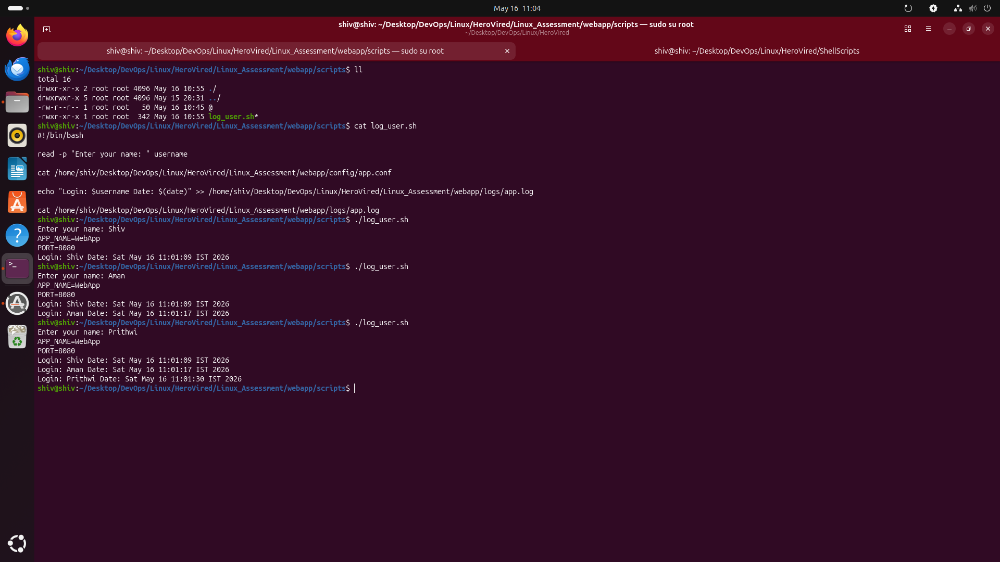 May 16 11:04
shiv@shiv: ~/Desktop/DevOps/Linux/HeroVired/Linux_Assessment/webapp/scripts — sudo su root
~/Desktop/DevOps/Linux/HeroVired
shiv@shiv: ~/Desktop/DevOps/Linux/HeroVired/Linux_Assessment/webapp/scripts — sudo su root
shiv@shiv: ~/Desktop/DevOps/Linux/HeroVired/ShellScripts
shiv@shiv:~/Desktop/DevOps/Linux/HeroVired/Linux_Assessment/webapp/scripts$ ll
total 16
drwxr-xr-x 2 root root 4096 May 16 10:55 ./
drwxrwxr-x 5 root root 4096 May 15 20:31 ../
-rw-r--r-- 1 root root   50 May 16 10:45 @
-rwxr-xr-x 1 root root  342 May 16 10:55 log_user.sh*
shiv@shiv:~/Desktop/DevOps/Linux/HeroVired/Linux_Assessment/webapp/scripts$ cat log_user.sh
#!/bin/bash
read -p "Enter your name: " username
cat /home/shiv/Desktop/DevOps/Linux/HeroVired/Linux_Assessment/webapp/config/app.conf
echo "Login: $username Date: $(date)" >> /home/shiv/Desktop/DevOps/Linux/HeroVired/Linux_Assessment/webapp/logs/app.log
cat /home/shiv/Desktop/DevOps/Linux/HeroVired/Linux_Assessment/webapp/logs/app.log
shiv@shiv:~/Desktop/DevOps/Linux/HeroVired/Linux_Assessment/webapp/scripts$ ./log_user.sh
Enter your name: Shiv
APP_NAME=WebApp
PORT=8080
Login: Shiv Date: Sat May 16 11:01:09 IST 2026
shiv@shiv:~/Desktop/DevOps/Linux/HeroVired/Linux_Assessment/webapp/scripts$ ./log_user.sh
Enter your name: Aman
APP_NAME=WebApp
PORT=8080
Login: Shiv Date: Sat May 16 11:01:09 IST 2026
Login: Aman Date: Sat May 16 11:01:17 IST 2026
shiv@shiv:~/Desktop/DevOps/Linux/HeroVired/Linux_Assessment/webapp/scripts$ ./log_user.sh
Enter your name: Prithwi
APP_NAME=WebApp
PORT=8080
Login: Shiv Date: Sat May 16 11:01:09 IST 2026
Login: Aman Date: Sat May 16 11:01:17 IST 2026
Login: Prithwi Date: Sat May 16 11:01:30 IST 2026
shiv@shiv:~/Desktop/DevOps/Linux/HeroVired/Linux_Assessment/webapp/scripts$